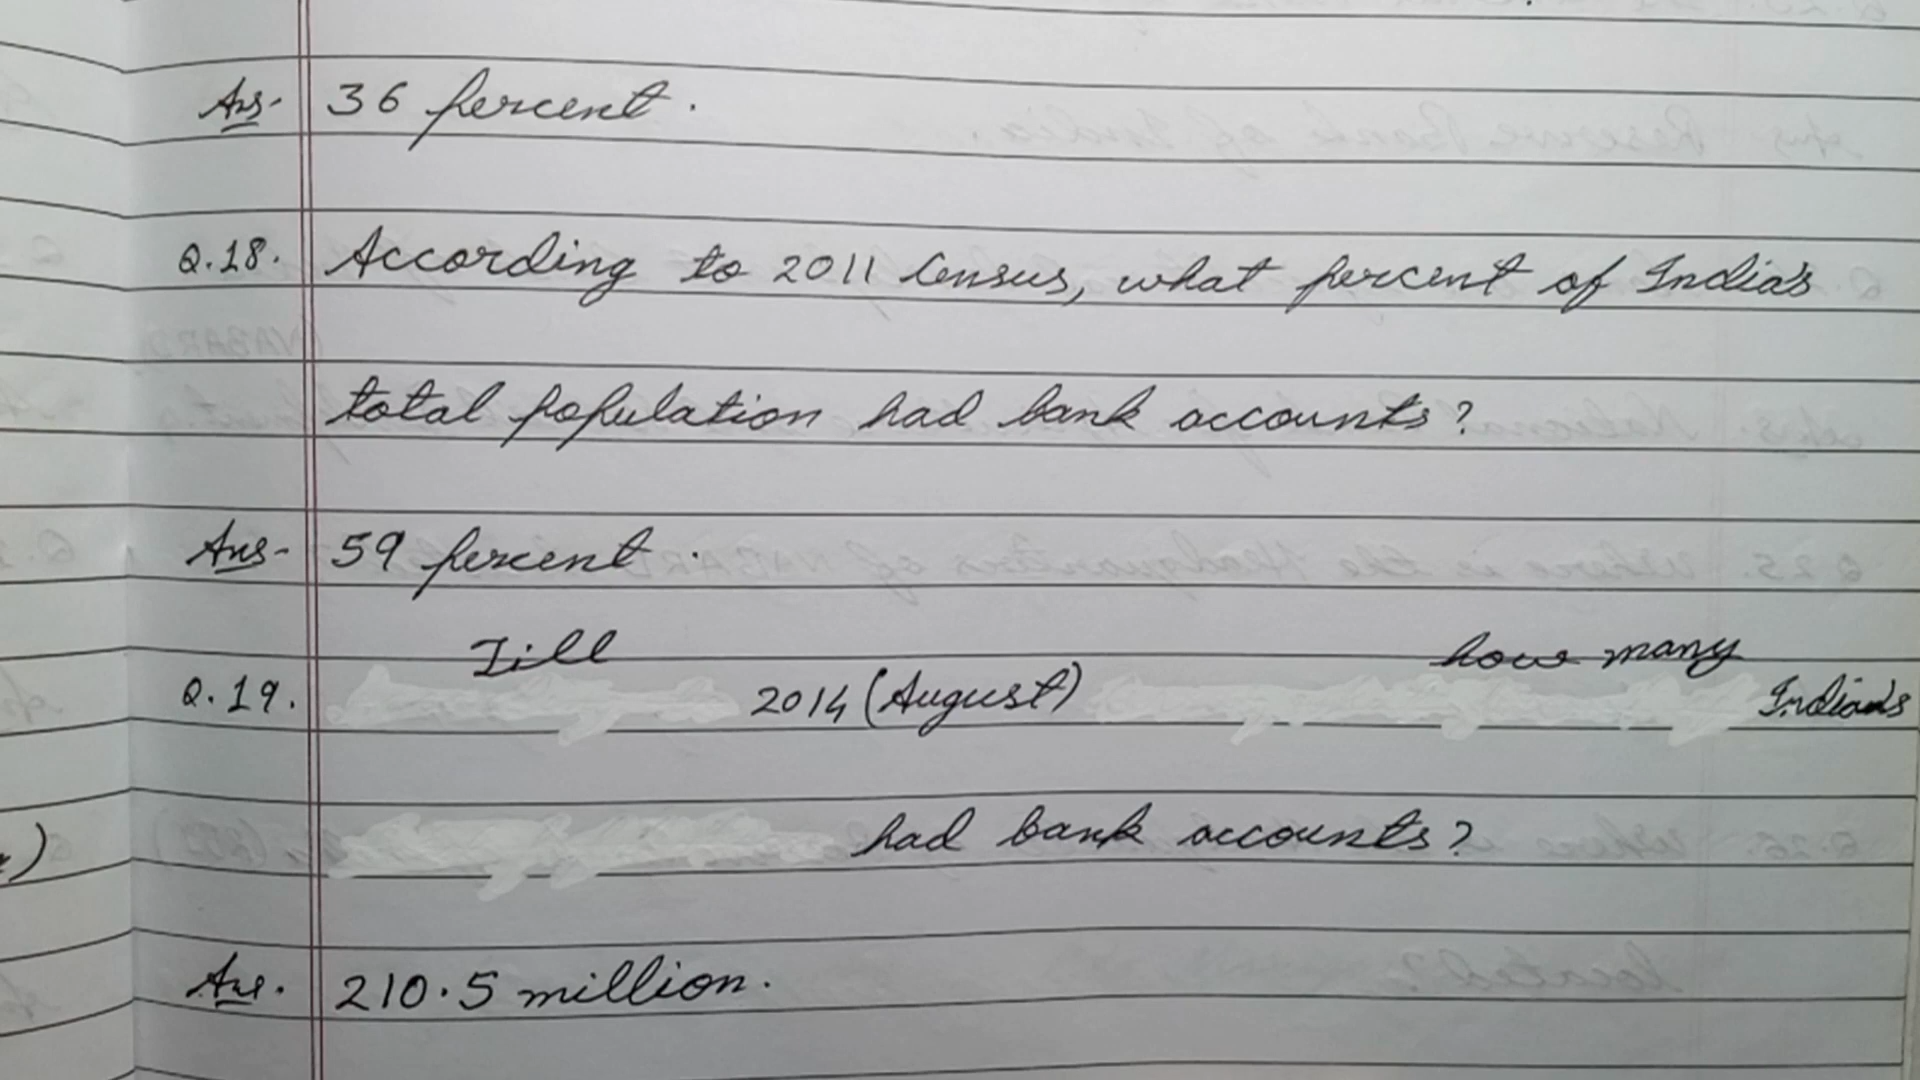 Ans- 36 percent.
Q.18. According to 2011 Census, what percent of India's
total population had bank accounts?
Ans- 59 percent.
Till how many
Q.19. 2014 (August) Indians
had bank accounts?
Ans. 210.5 million.